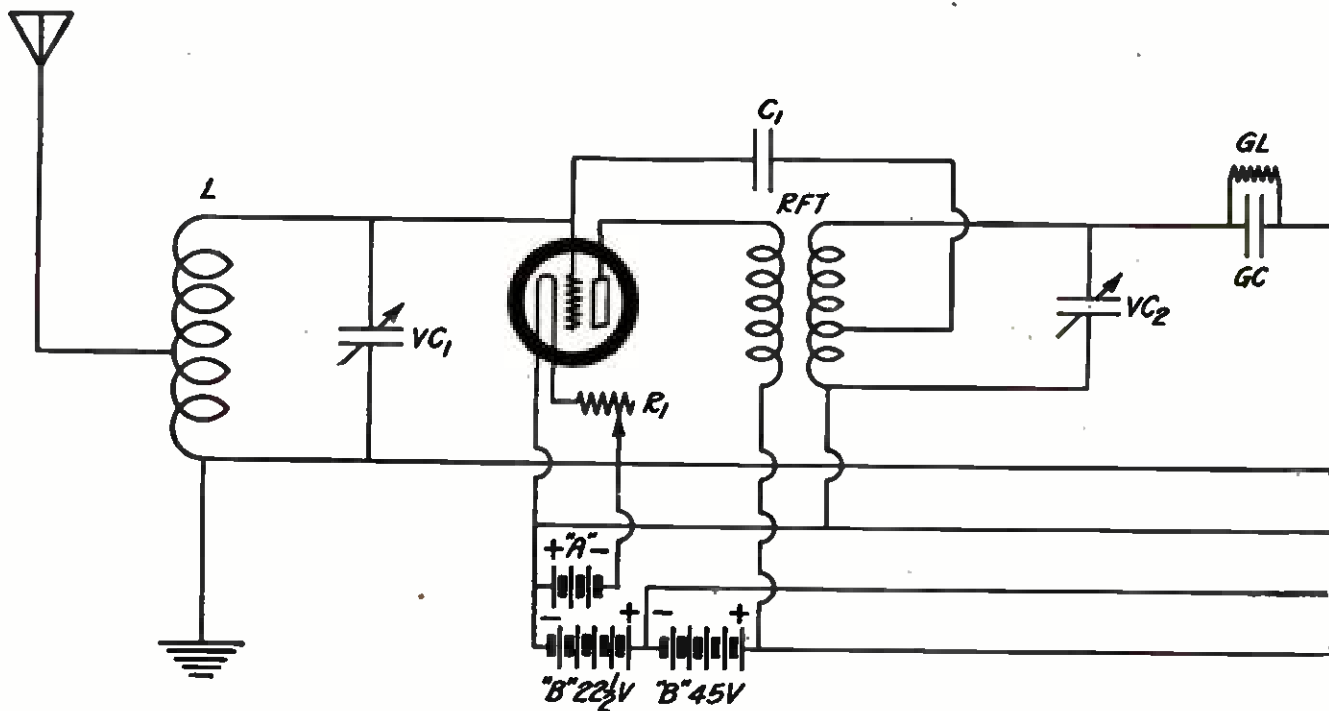 C₁
GL
L
RFT
GC
VC₁
VC₂
R₁
+ "A" -
- + - +
"B" 22½V "B" 45V